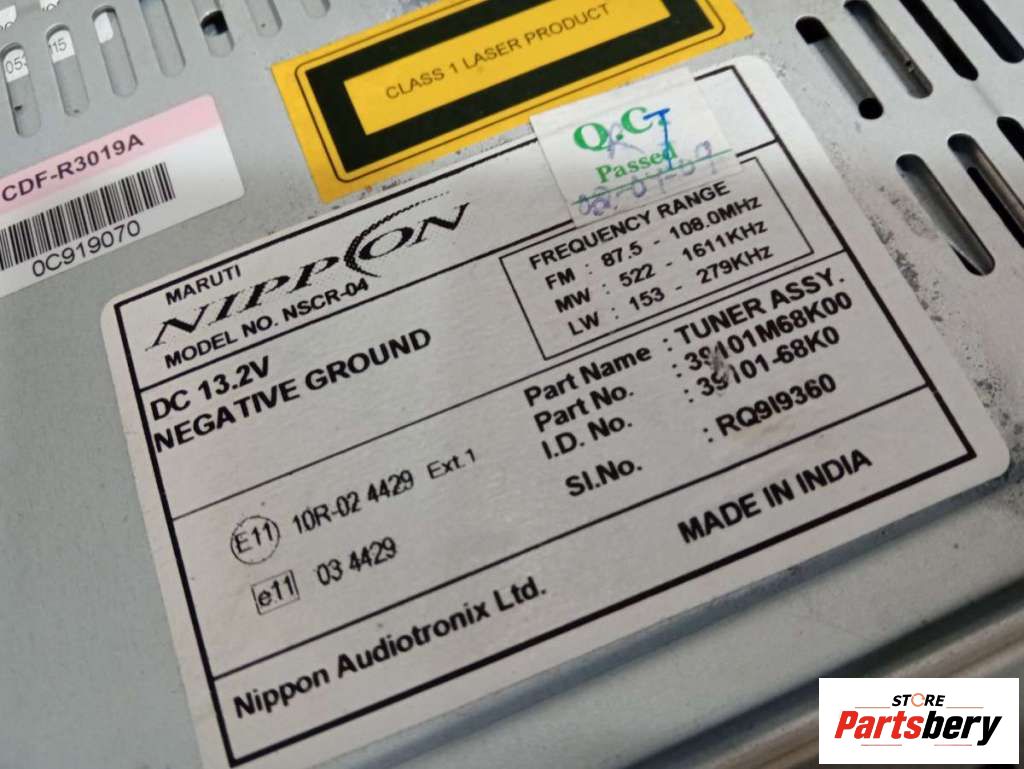 053
015
CLASS 1 LASER PRODUCT
CDF-R3019A
0C919070
Q.C.
Passed
MARUTI
NIPPON
MODEL NO. NSCR-04
FREQUENCY RANGE
FM : 87.5 - 108.0MHz
MW : 522 - 1611KHz
LW : 153 - 279KHz
DC 13.2V
NEGATIVE GROUND
Part Name : TUNER ASSY.
Part No. : 39101M68K00
I.D. No. : 39101-68K0
SI.No. : RQ9I9360
E11 10R-02 4429 Ext.1
e11 03 4429
MADE IN INDIA
Nippon Audiotronix Ltd.
STORE
Partsbery